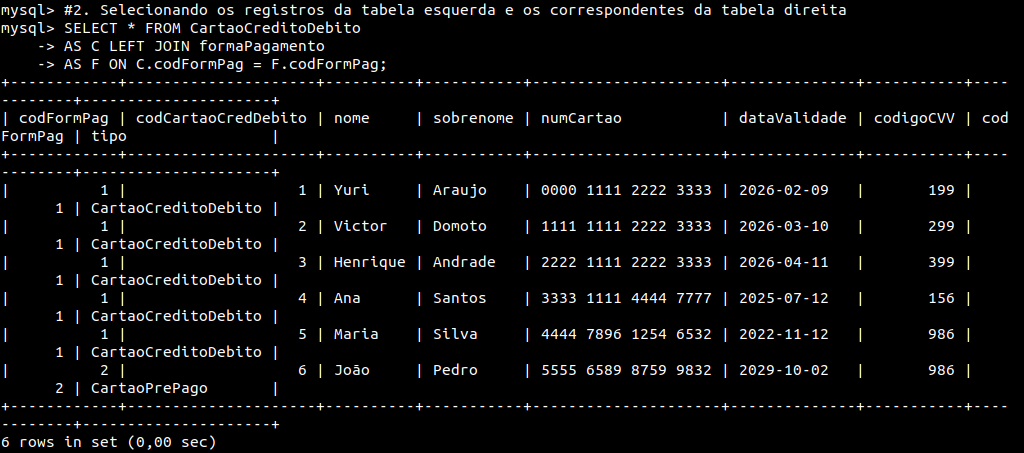 mysql> #2. Selecionando os registros da tabela esquerda e os correspondentes da tabela direita
mysql> SELECT * FROM CartaoCreditoDebito
    -> AS C LEFT JOIN formaPagamento
    -> AS F ON C.codFormPag = F.codFormPag;
+------------+---------------------+----------+-----------+---------------------+--------------+-----------+----
--------+---------------------+
| codFormPag | codCartaoCredDebito | nome     | sobrenome | numCartao           | dataValidade | codigoCVV | cod
FormPag | tipo                |
+------------+---------------------+----------+-----------+---------------------+--------------+-----------+----
--------+---------------------+
|          1 |                   1 | Yuri     | Araujo    | 0000 1111 2222 3333 | 2026-02-09   |       199 |
      1 | CartaoCreditoDebito |
|          1 |                   2 | Victor   | Domoto    | 1111 1111 2222 3333 | 2026-03-10   |       299 |
      1 | CartaoCreditoDebito |
|          1 |                   3 | Henrique | Andrade   | 2222 1111 2222 3333 | 2026-04-11   |       399 |
      1 | CartaoCreditoDebito |
|          1 |                   4 | Ana      | Santos    | 3333 1111 4444 7777 | 2025-07-12   |       156 |
      1 | CartaoCreditoDebito |
|          1 |                   5 | Maria    | Silva     | 4444 7896 1254 6532 | 2022-11-12   |       986 |
      1 | CartaoCreditoDebito |
|          2 |                   6 | João     | Pedro     | 5555 6589 8759 9832 | 2029-10-02   |       986 |
      2 | CartaoPrePago       |
+------------+---------------------+----------+-----------+---------------------+--------------+-----------+----
--------+---------------------+
6 rows in set (0,00 sec)